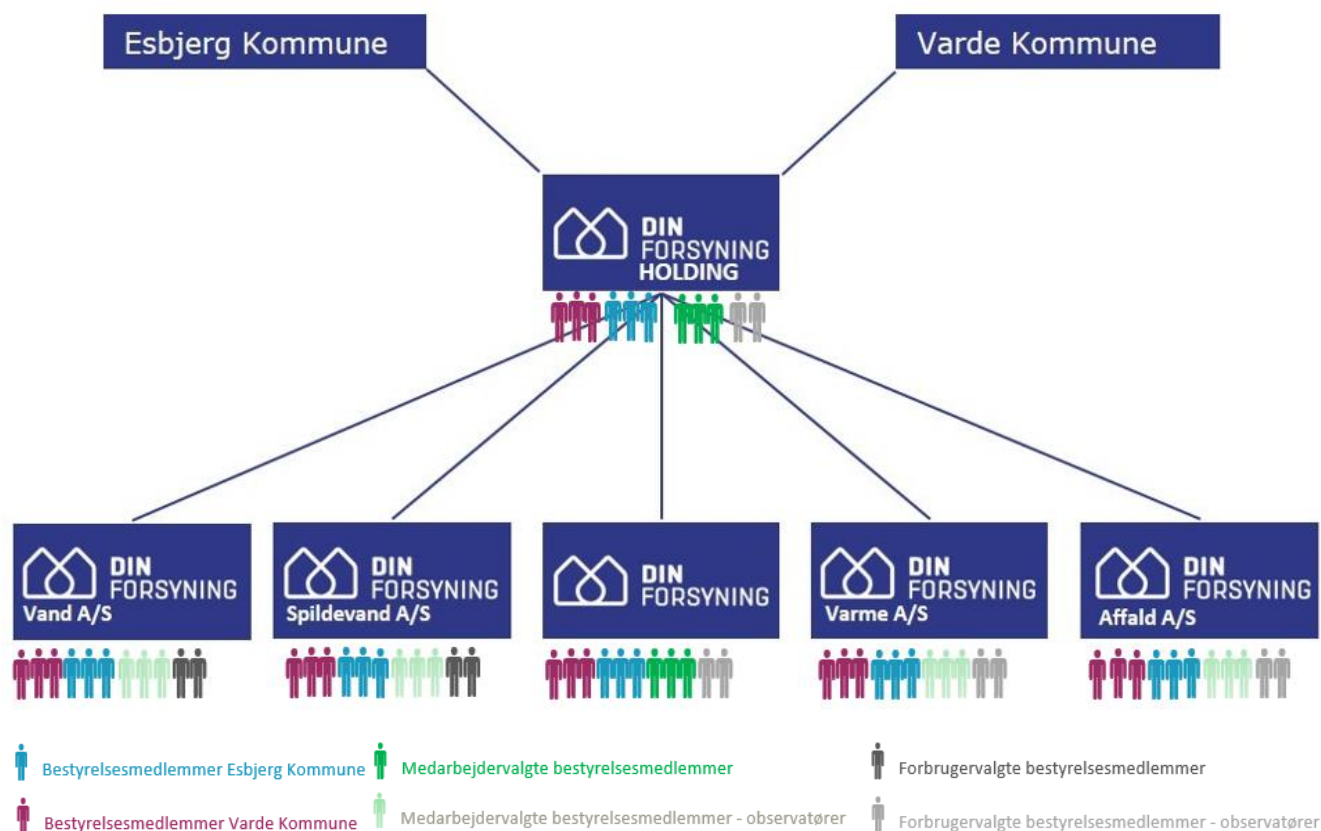 Esbjerg Kommune
Varde Kommune
DIN
FORSYNING
HOLDING
DIN
FORSYNING
Vand A/S
DIN
FORSYNING
Spildevand A/S
DIN
FORSYNING
DIN
FORSYNING
Varme A/S
DIN
FORSYNING
Affald A/S
Bestyrelsesmedlemmer Esbjerg Kommune
Medarbejdervalgte bestyrelsesmedlemmer
Forbrugervalgte bestyrelsesmedlemmer
Bestyrelsesmedlemmer Varde Kommune
Medarbejdervalgte bestyrelsesmedlemmer - observatører
Forbrugervalgte bestyrelsesmedlemmer - observatører